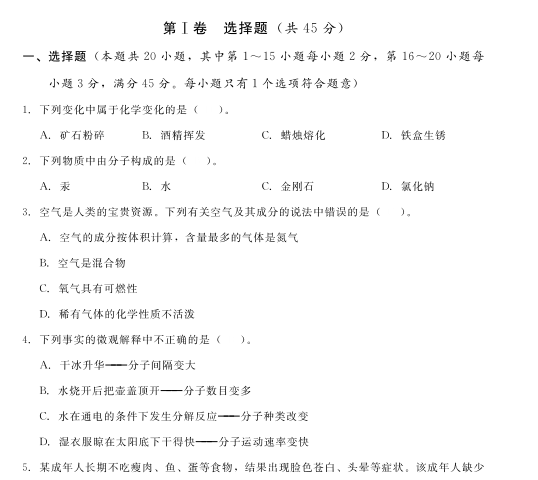 第Ⅰ卷 选择题（共 45 分）
一、选择题（本题共 20 小题，其中第 1～15 小题每小题 2 分，第 16～20 小题每
小题 3 分，满分 45 分。每小题只有 1 个选项符合题意）
1. 下列变化中属于化学变化的是（ ）。
A. 矿石粉碎 B. 酒精挥发 C. 蜡烛熔化 D. 铁盒生锈
2. 下列物质中由分子构成的是（ ）。
A. 汞 B. 水 C. 金刚石 D. 氯化钠
3. 空气是人类的宝贵资源。下列有关空气及其成分的说法中错误的是（ ）。
A. 空气的成分按体积计算，含量最多的气体是氮气
B. 空气是混合物
C. 氧气具有可燃性
D. 稀有气体的化学性质不活泼
4. 下列事实的微观解释中不正确的是（ ）。
A. 干冰升华——分子间隔变大
B. 水烧开后把壶盖顶开——分子数目变多
C. 水在通电的条件下发生分解反应——分子种类改变
D. 湿衣服晾在太阳底下干得快——分子运动速率变快
5. 某成年人长期不吃瘦肉、鱼、蛋等食物，结果出现脸色苍白、头晕等症状。该成年人缺少